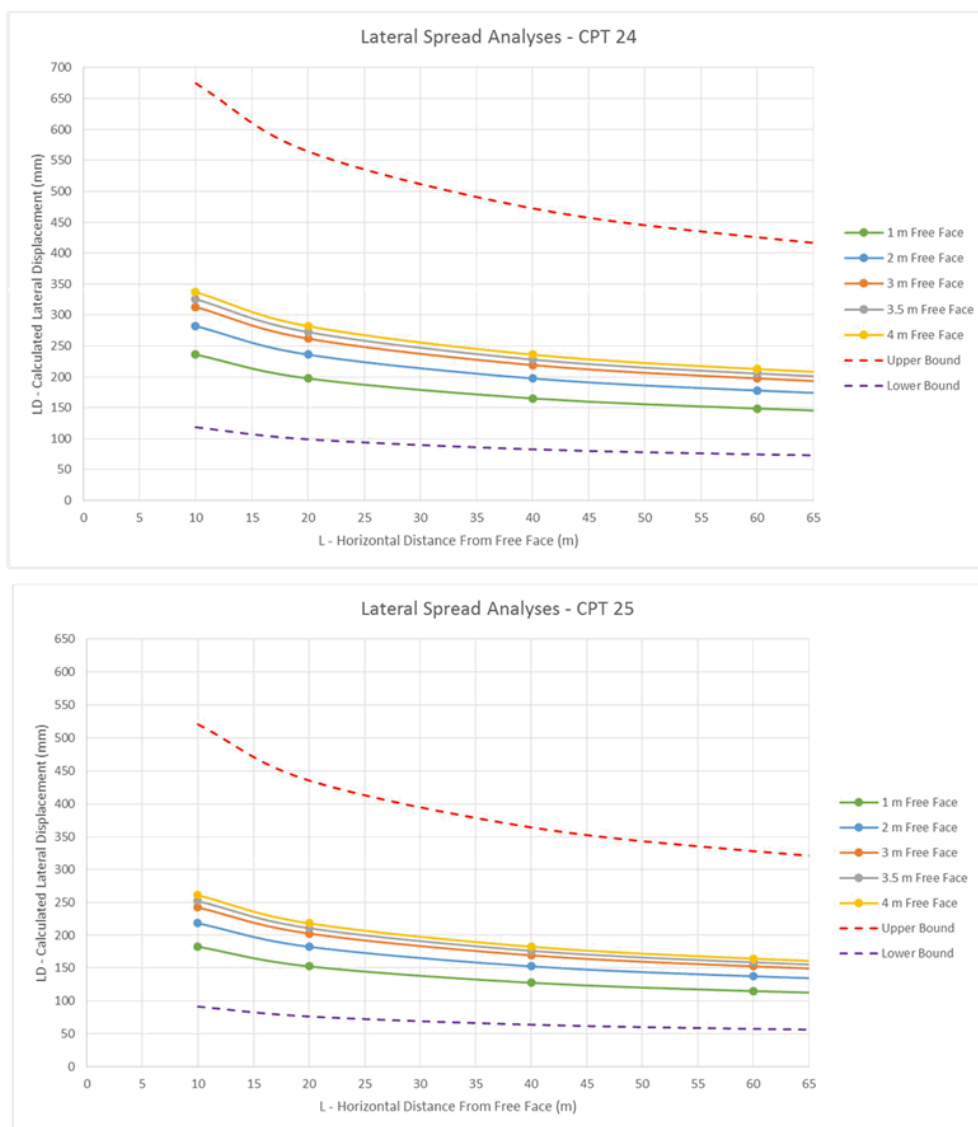 Lateral Spread Analyses - CPT 24
LD - Calculated Lateral Displacement (mm)
700
650
600
550
500
450
400
350
300
250
200
150
100
50
0
0 5 10 15 20 25 30 35 40 45 50 55 60 65
L - Horizontal Distance From Free Face (m)
1 m Free Face
2 m Free Face
3 m Free Face
3.5 m Free Face
4 m Free Face
Upper Bound
Lower Bound
Lateral Spread Analyses - CPT 25
LD - Calculated Lateral Displacement (mm)
650
600
550
500
450
400
350
300
250
200
150
100
50
0
0 5 10 15 20 25 30 35 40 45 50 55 60 65
L - Horizontal Distance From Free Face (m)
1 m Free Face
2 m Free Face
3 m Free Face
3.5 m Free Face
4 m Free Face
Upper Bound
Lower Bound